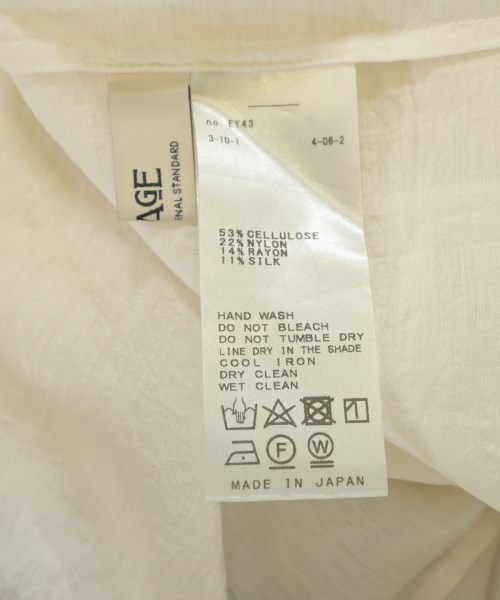 AGE
NAL STANDARD
no. EY43
3-10-1 4-06-2
53% CELLULOSE
22% NYLON
14% RAYON
11% SILK
HAND WASH
DO NOT BLEACH
DO NOT TUMBLE DRY
LINE DRY IN THE SHADE
COOL IRON
DRY CLEAN
WET CLEAN
F W
MADE IN JAPAN